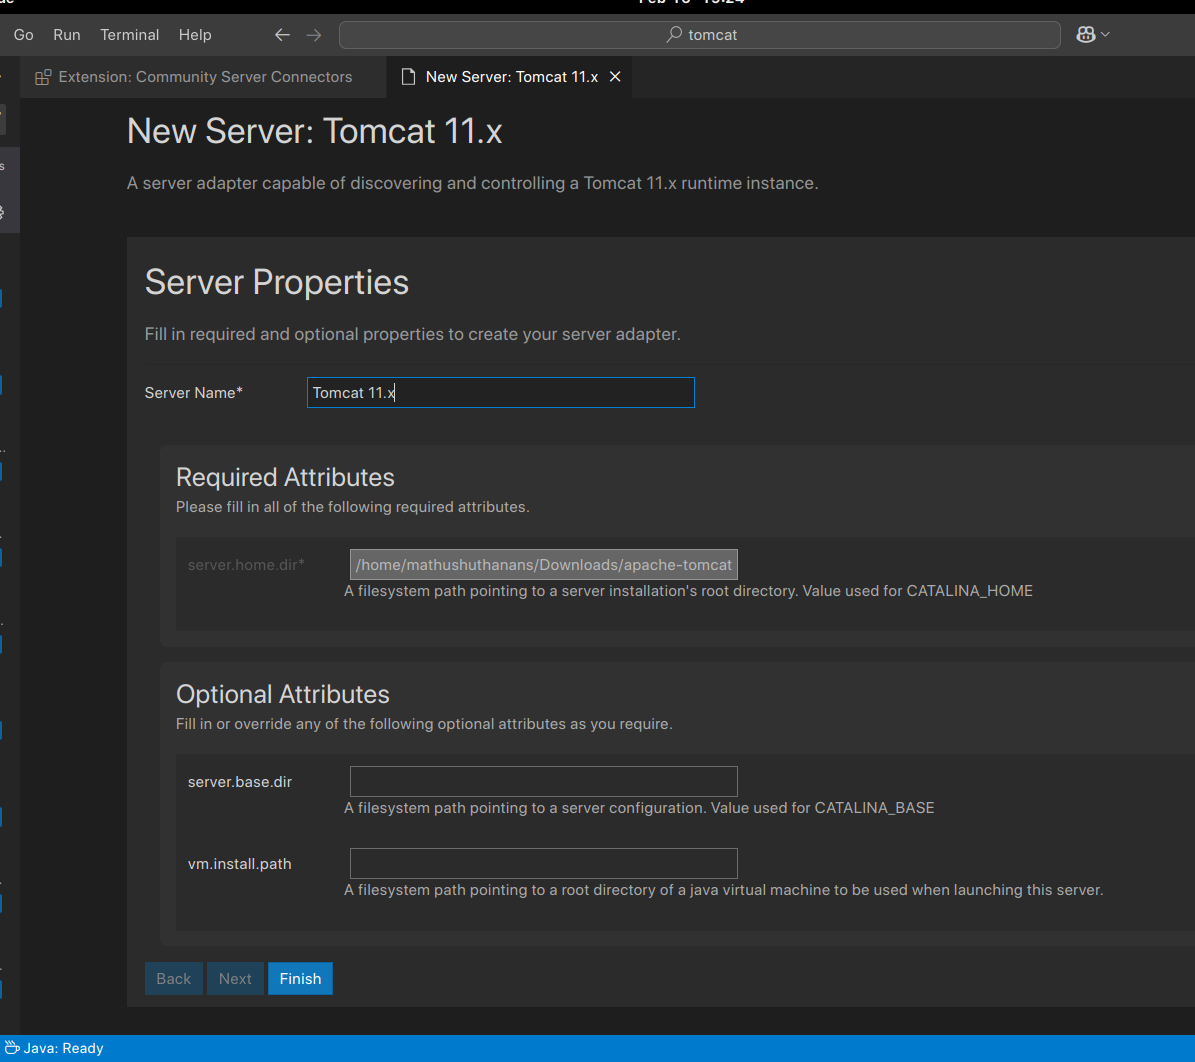 Go Run Terminal Help tomcat
Extension: Community Server Connectors New Server: Tomcat 11.x
New Server: Tomcat 11.x
A server adapter capable of discovering and controlling a Tomcat 11.x runtime instance.
Server Properties
Fill in required and optional properties to create your server adapter.
Server Name* Tomcat 11.x
Required Attributes
Please fill in all of the following required attributes.
server.home.dir* /home/mathushuthanans/Downloads/apache-tomcat
A filesystem path pointing to a server installation's root directory. Value used for CATALINA_HOME
Optional Attributes
Fill in or override any of the following optional attributes as you require.
server.base.dir
A filesystem path pointing to a server configuration. Value used for CATALINA_BASE
vm.install.path
A filesystem path pointing to a root directory of a java virtual machine to be used when launching this server.
Back Next Finish
Java: Ready